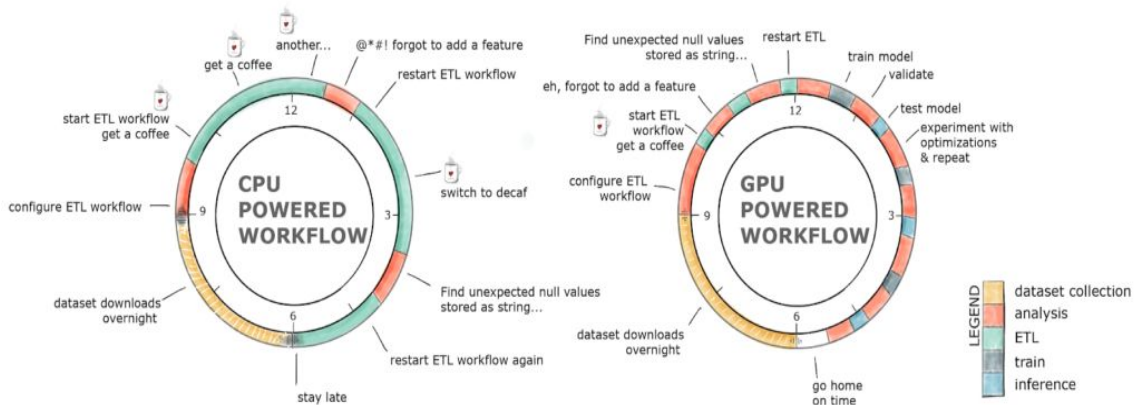 another...
@*#! forgot to add a feature
get a coffee
restart ETL workflow
start ETL workflow
get a coffee
12
switch to decaf
configure ETL workflow
9
CPU
POWERED
WORKFLOW
3
Find unexpected null values
stored as string...
dataset downloads
overnight
6
restart ETL workflow again
stay late
Find unexpected null values
stored as string...
restart ETL
train model
validate
eh, forgot to add a feature
test model
start ETL
workflow
get a coffee
12
experiment with
optimizations
& repeat
configure ETL
workflow
9
GPU
POWERED
WORKFLOW
3
dataset downloads
overnight
6
go home
on time
LEGEND
dataset collection
analysis
ETL
train
inference